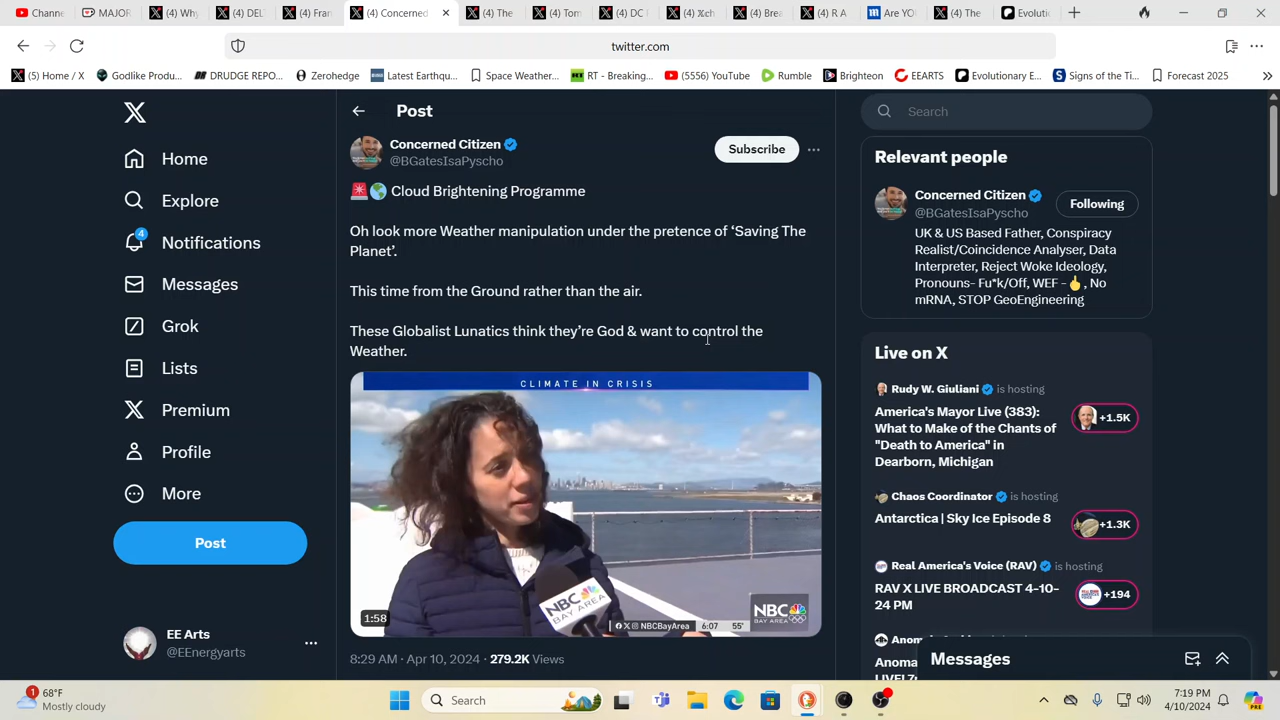 Channe
MAJOR
(4) Why
(4) DEL
(4) Fran
(4) Concerned
(4) The
(4) Tom
(4) DC I
(4) Xch
(4) Brea
(4) R A
Are YO
(4) The
Evoluti
twitter.com
(5) Home / X
Godlike Produ...
DRUDGE REPO...
Zerohedge
Latest Earthqu...
Space Weather...
RT - Breaking...
(5556) YouTube
Rumble
Brighteon
EEARTS
Evolutionary E...
Signs of the Ti...
Forecast 2025
Post
Search
Concerned Citizen
@BGatesIsaPyscho
Subscribe
🚨🌎 Cloud Brightening Programme
Oh look more Weather manipulation under the pretence of ‘Saving The
Planet’.
This time from the Ground rather than the air.
These Globalist Lunatics think they’re God & want to control the
Weather.
CLIMATE IN CRISIS
NBC
BAY AREA
NBC
BAY AREA
NBCBayArea 6:07 55°
1:58
8:29 AM · Apr 10, 2024 · 279.2K Views
Home
Explore
4
Notifications
Messages
Grok
Lists
Premium
Profile
More
Post
EE Arts
@EEnergyarts
Relevant people
Concerned Citizen
@BGatesIsaPyscho
Following
UK & US Based Father, Conspiracy
Realist/Coincidence Analyser, Data
Interpreter, Reject Woke Ideology,
Pronouns- Fu*k/Off, WEF -👍, No
mRNA, STOP GeoEngineering
Live on X
Rudy W. Giuliani is hosting
America's Mayor Live (383):
What to Make of the Chants of
"Death to America" in
Dearborn, Michigan
+1.5K
Chaos Coordinator is hosting
Antarctica | Sky Ice Episode 8
+1.3K
Real America's Voice (RAV) is hosting
RAV X LIVE BROADCAST 4-10-
24 PM
+194
Messages
1
68°F
Mostly cloudy
Search
7:19 PM
4/10/2024